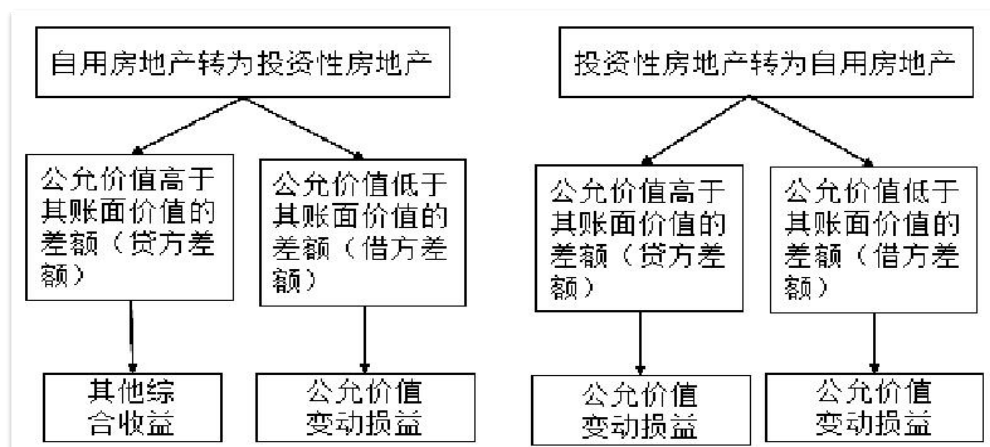 自用房地产转为投资性房地产
投资性房地产转为自用房地产
公允价值高于
其账面价值的
差额（贷方差
额）
公允价值低于
其账面价值的
差额（借方差
额）
公允价值高于
其账面价值的
差额（贷方差
额）
公允价值低于
其账面价值的
差额（借方差
额）
其他综
合收益
公允价值
变动损益
公允价值
变动损益
公允价值
变动损益